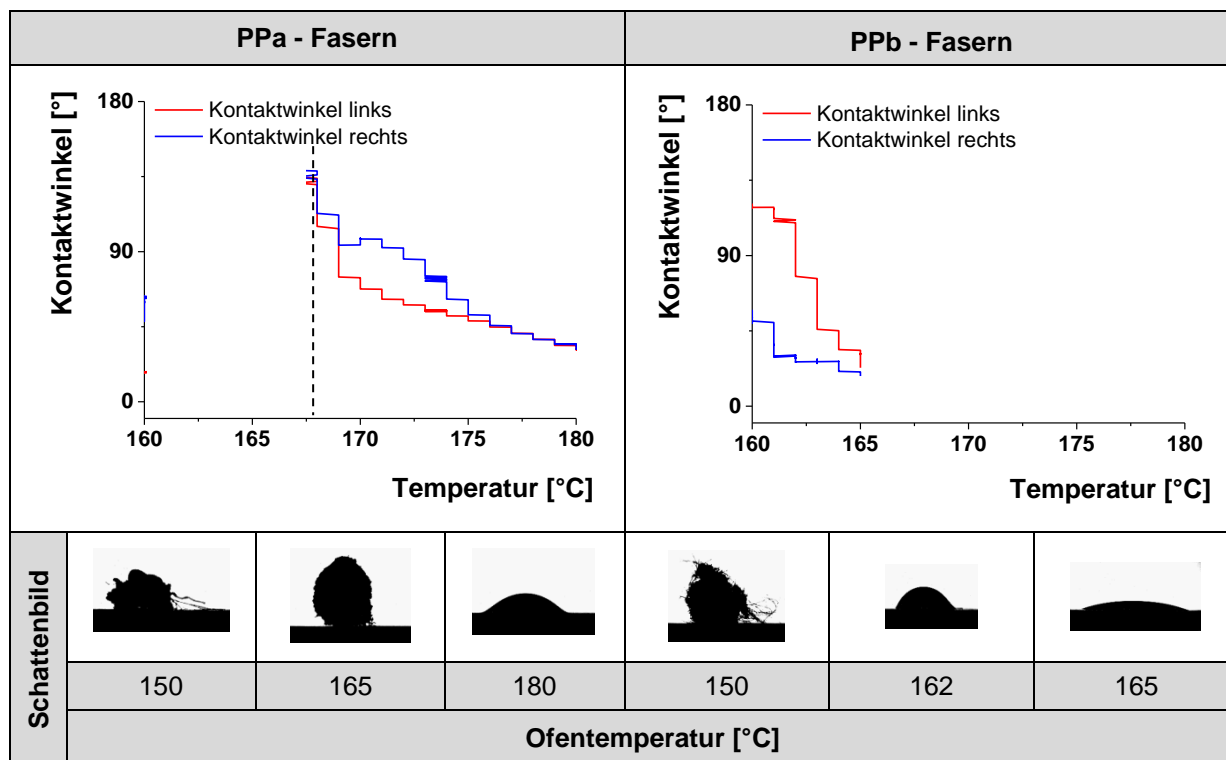 PPa - Fasern
PPb - Fasern
Kontaktwinkel [°]
180
90
0
Kontaktwinkel links
Kontaktwinkel rechts
160 165 170 175 180
Temperatur [°C]
Kontaktwinkel [°]
180
90
0
Kontaktwinkel links
Kontaktwinkel rechts
160 165 170 175 180
Temperatur [°C]
Schattenbild
150 165 180 150 162 165
Ofentemperatur [°C]